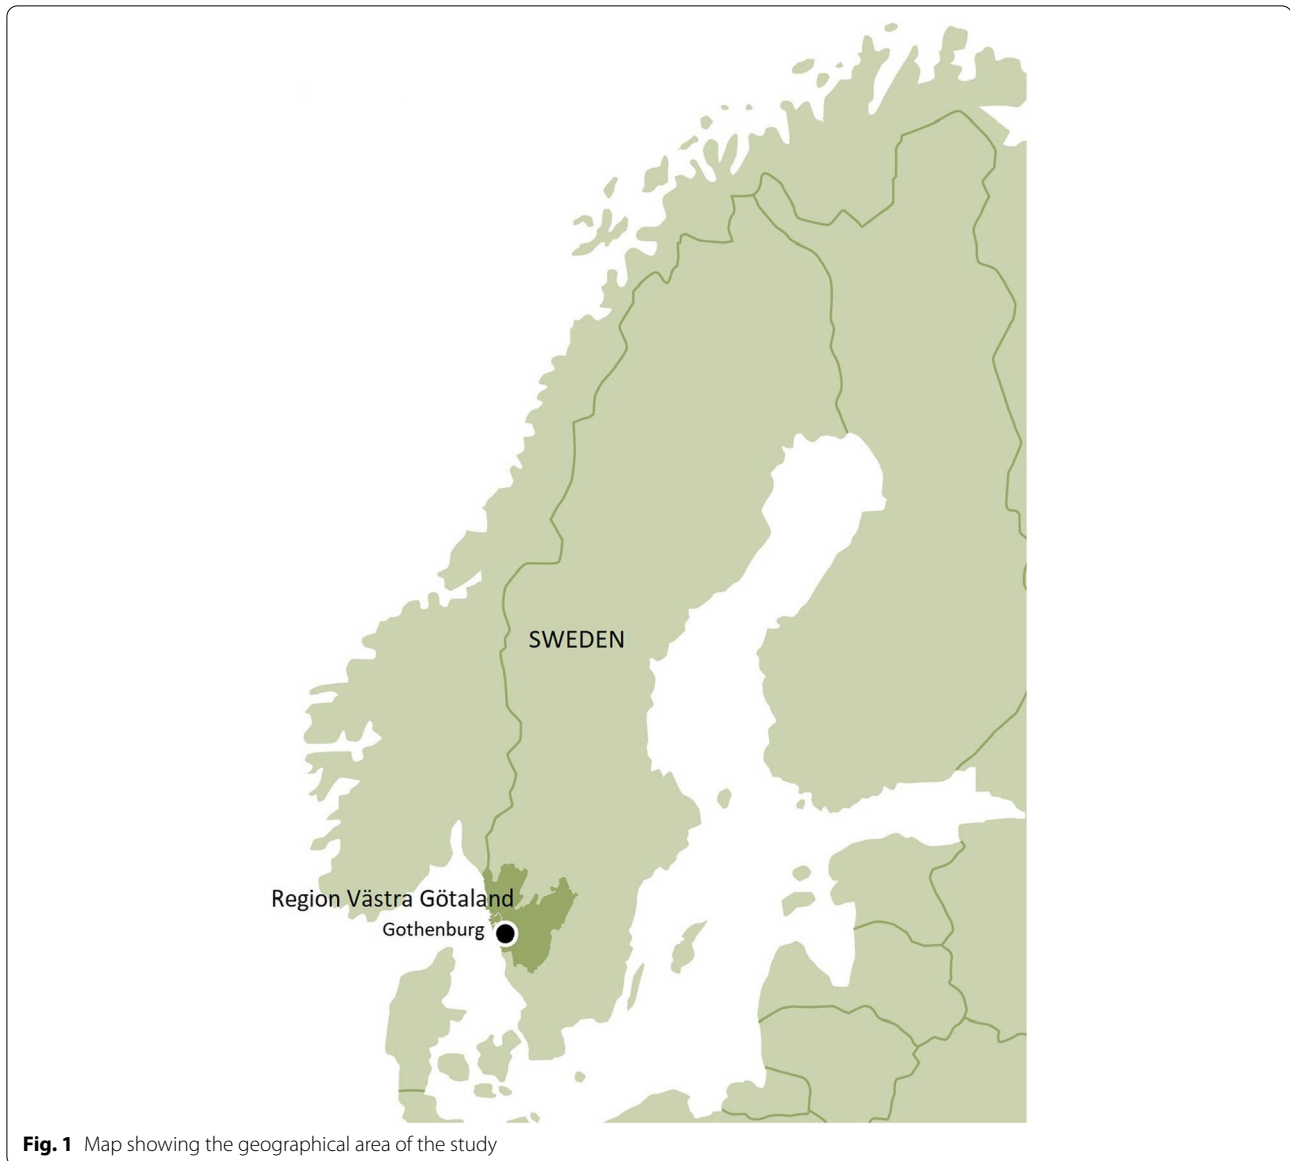 SWEDEN
Region Västra Götaland
Gothenburg
Fig. 1 Map showing the geographical area of the study